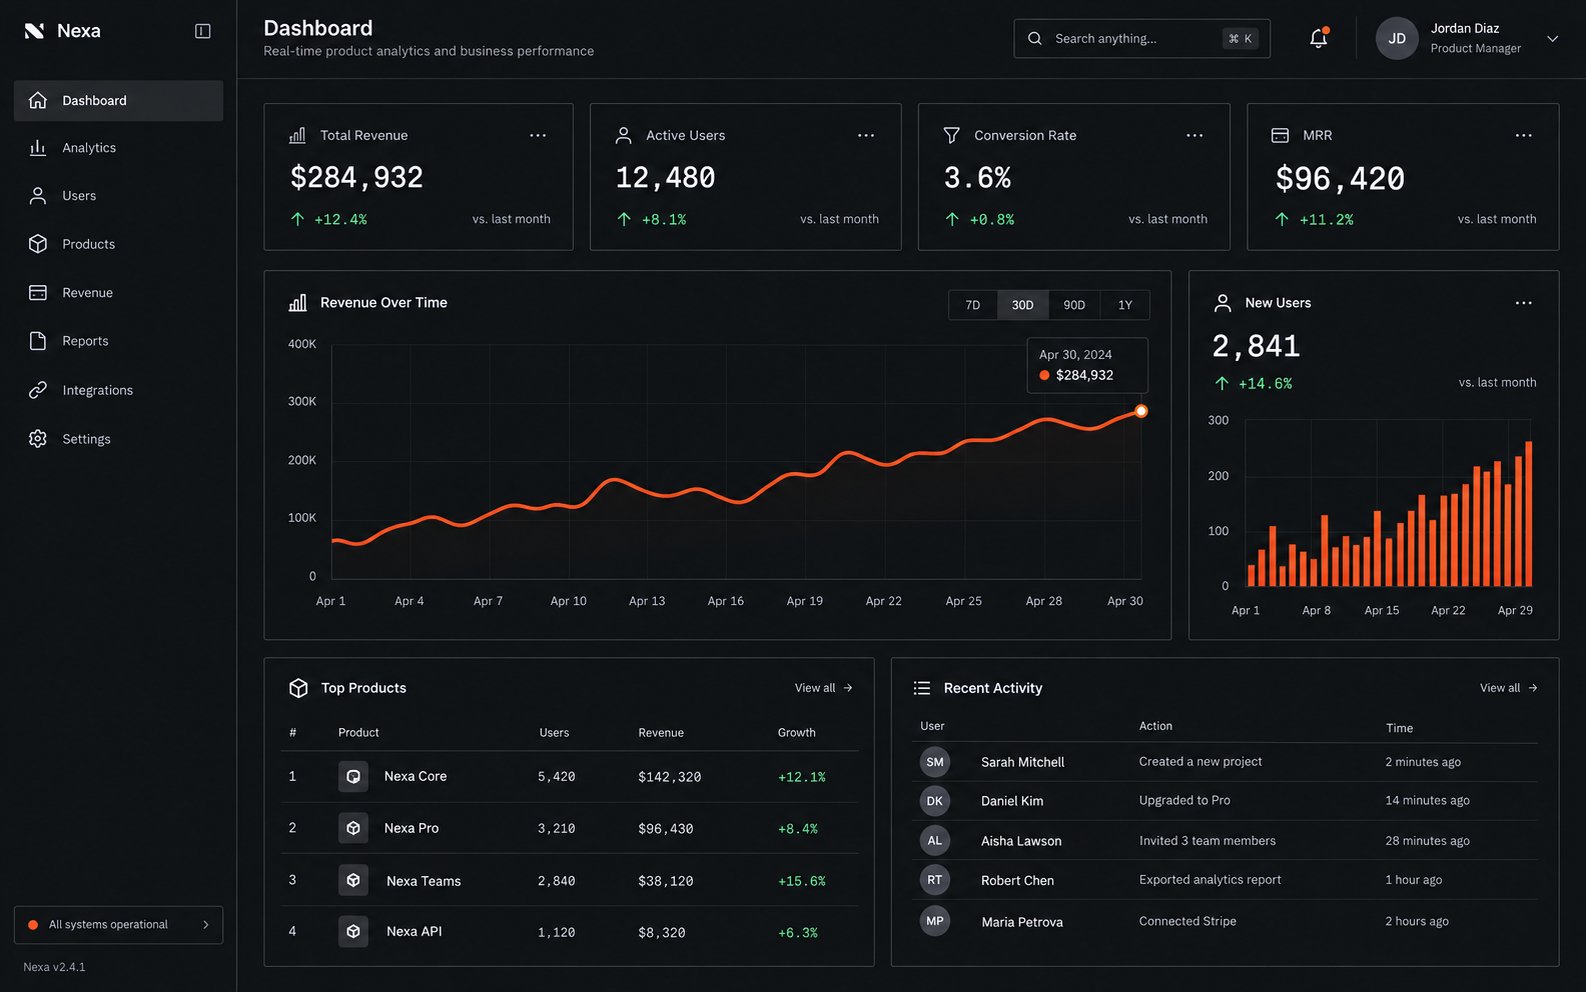 Nexa
Dashboard
Analytics
Users
Products
Revenue
Reports
Integrations
Settings
All systems operational
Nexa v2.4.1
Dashboard
Real-time product analytics and business performance
Search anything...
⌘ K
JD
Jordan Diaz
Product Manager
Total Revenue
$284,932
+12.4%
vs. last month
Active Users
12,480
+8.1%
vs. last month
Conversion Rate
3.6%
+0.8%
vs. last month
MRR
$96,420
+11.2%
vs. last month
Revenue Over Time
7D 30D 90D 1Y
Apr 30, 2024
$284,932
400K
300K
200K
100K
0
Apr 1 Apr 4 Apr 7 Apr 10 Apr 13 Apr 16 Apr 19 Apr 22 Apr 25 Apr 28 Apr 30
New Users
2,841
+14.6%
vs. last month
300
200
100
0
Apr 1 Apr 8 Apr 15 Apr 22 Apr 29
Top Products
View all →
# Product Users Revenue Growth
1 Nexa Core 5,420 $142,320 +12.1%
2 Nexa Pro 3,210 $96,430 +8.4%
3 Nexa Teams 2,840 $38,120 +15.6%
4 Nexa API 1,120 $8,320 +6.3%
Recent Activity
View all →
User Action Time
SM Sarah Mitchell Created a new project 2 minutes ago
DK Daniel Kim Upgraded to Pro 14 minutes ago
AL Aisha Lawson Invited 3 team members 28 minutes ago
RT Robert Chen Exported analytics report 1 hour ago
MP Maria Petrova Connected Stripe 2 hours ago